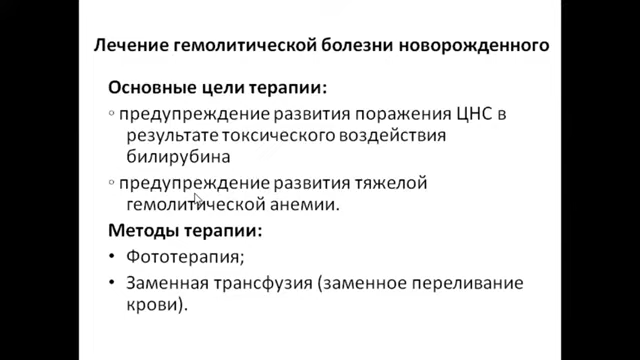 Лечение гемолитической болезни новорожденного
Основные цели терапии:
▫ предупреждение развития поражения ЦНС в
результате токсического воздействия
билирубина
▫ предупреждение развития тяжелой
гемолитической анемии.
Методы терапии:
• Фототерапия;
• Заменная трансфузия (заменное переливание
крови).